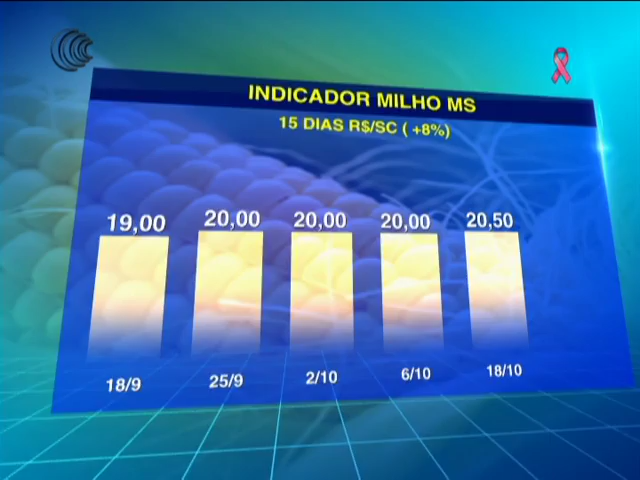 INDICADOR MILHO MS
15 DIAS R$/SC ( +8%)
19,00 20,00 20,00 20,00 20,50
18/9 25/9 2/10 6/10 18/10